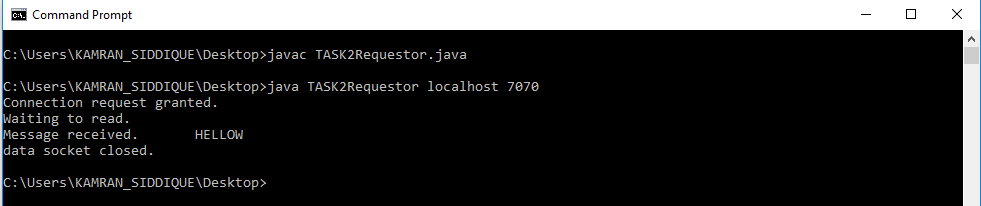 Command Prompt
C:\Users\KAMRAN_SIDDIQUE\Desktop>javac TASK2Requestor.java
C:\Users\KAMRAN_SIDDIQUE\Desktop>java TASK2Requestor localhost 7070
Connection request granted.
Waiting to read.
Message received.       HELLOW
data socket closed.
C:\Users\KAMRAN_SIDDIQUE\Desktop>